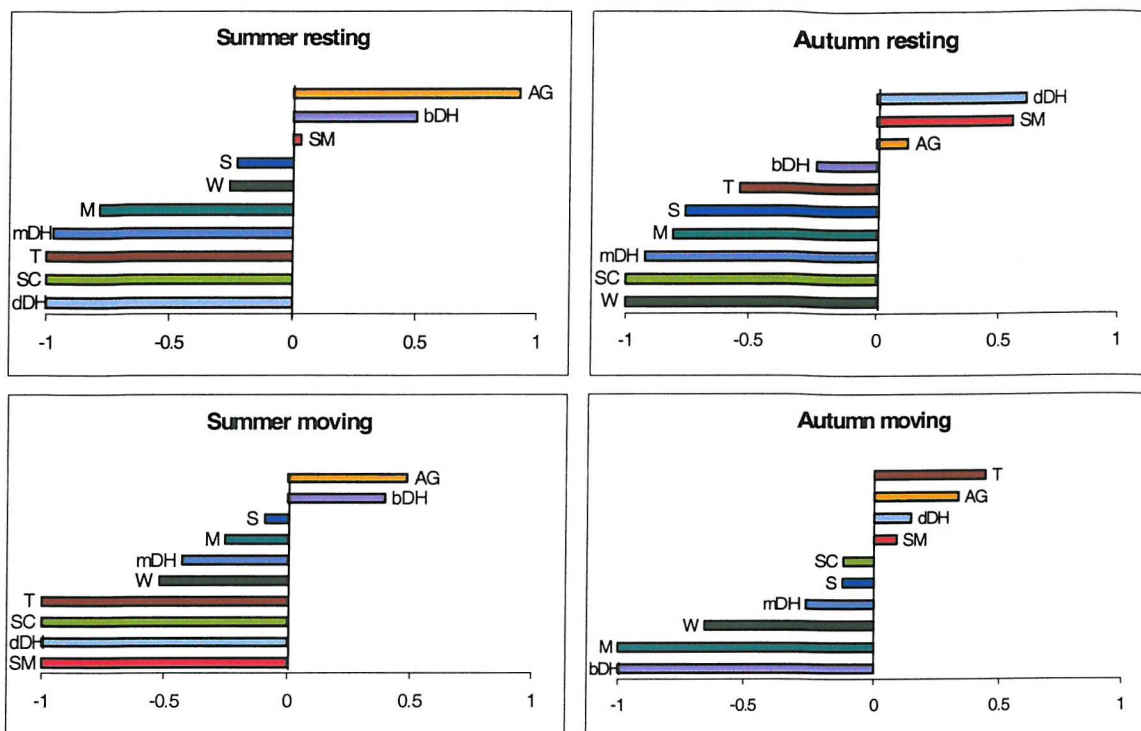 Summer resting
AG
bDH
SM
S
W
M
mDH
T
SC
dDH
-1 -0.5 0 0.5 1
Autumn resting
dDH
SM
AG
bDH
T
S
M
mDH
SC
W
-1 -0.5 0 0.5 1
Summer moving
AG
bDH
S
M
mDH
W
T
SC
dDH
SM
-1 -0.5 0 0.5 1
Autumn moving
T
AG
dDH
SM
SC
S
mDH
W
M
bDH
-1 -0.5 0 0.5 1